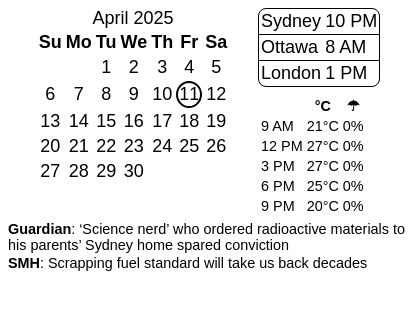 April 2025
Su Mo Tu We Th Fr Sa
1 2 3 4 5
6 7 8 9 10 11 12
13 14 15 16 17 18 19
20 21 22 23 24 25 26
27 28 29 30
Sydney 10 PM
Ottawa 8 AM
London 1 PM
°C ☂
9 AM 21°C 0%
12 PM 27°C 0%
3 PM 27°C 0%
6 PM 25°C 0%
9 PM 20°C 0%
Guardian: ‘Science nerd’ who ordered radioactive materials to
his parents’ Sydney home spared conviction
SMH: Scrapping fuel standard will take us back decades